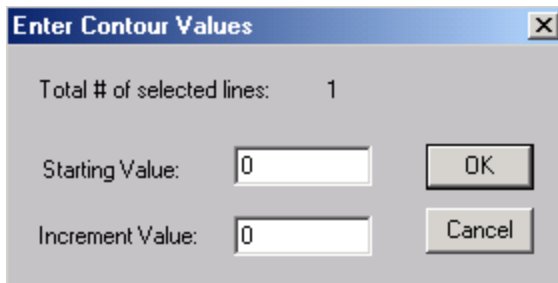 Enter Contour Values
Total # of selected lines: 1
Starting Value: 0 OK
Increment Value: 0 Cancel